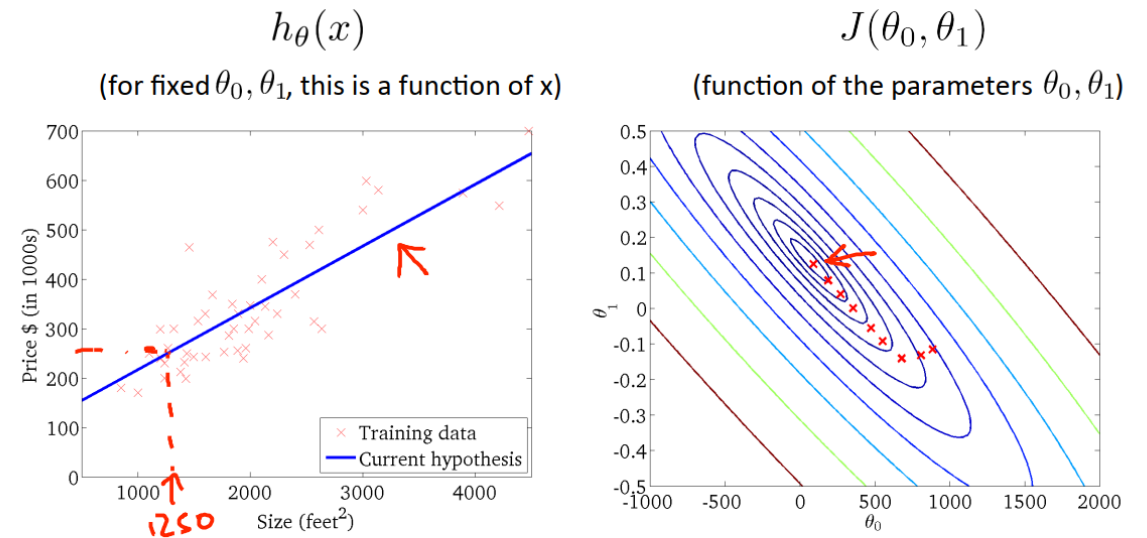 h_θ(x)
(for fixed θ₀, θ₁, this is a function of x)
700
600
500
400
300
200
100
0
Price $ (in 1000s)
1000 2000 3000 4000
Size (feet²)
1250
Training data
Current hypothesis
J(θ₀, θ₁)
(function of the parameters θ₀, θ₁)
0.5
0.4
0.3
0.2
0.1
0
-0.1
-0.2
-0.3
-0.4
-0.5
θ₁
-1000 -500 0 500 1000 1500 2000
θ₀